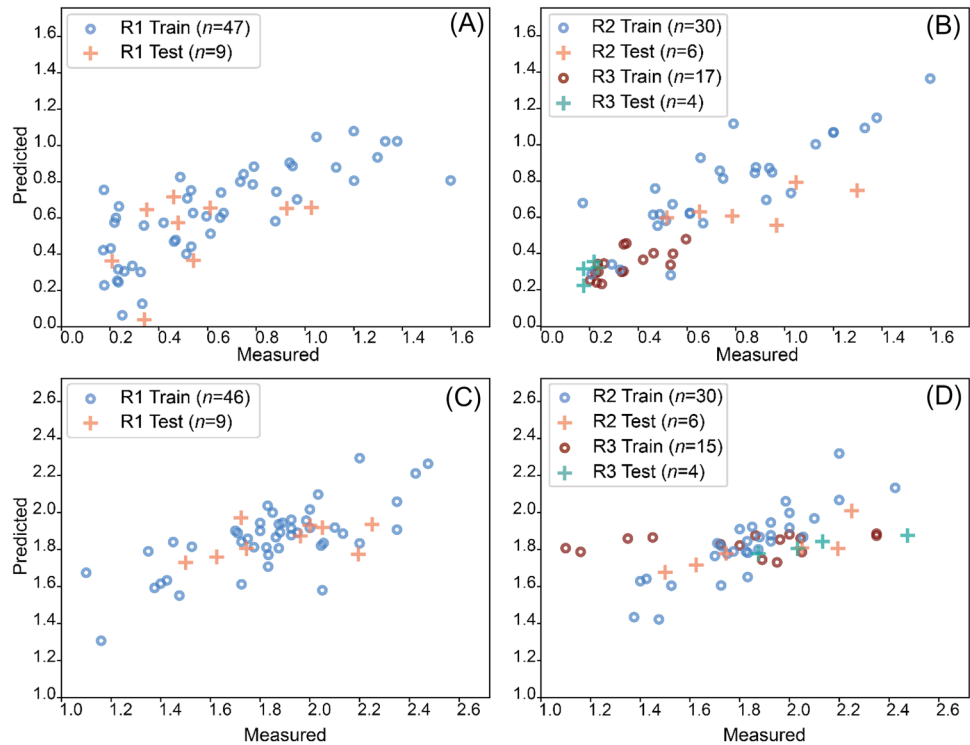 (A)
R1 Train (n=47)
R1 Test (n=9)
Predicted
1.6
1.4
1.2
1.0
0.8
0.6
0.4
0.2
0.0
0.0 0.2 0.4 0.6 0.8 1.0 1.2 1.4 1.6
Measured
(B)
R2 Train (n=30)
R2 Test (n=6)
R3 Train (n=17)
R3 Test (n=4)
1.6
1.4
1.2
1.0
0.8
0.6
0.4
0.2
0.0
0.0 0.2 0.4 0.6 0.8 1.0 1.2 1.4 1.6
Measured
(C)
R1 Train (n=46)
R1 Test (n=9)
Predicted
2.6
2.4
2.2
2.0
1.8
1.6
1.4
1.2
1.0
1.0 1.2 1.4 1.6 1.8 2.0 2.2 2.4 2.6
Measured
(D)
R2 Train (n=30)
R2 Test (n=6)
R3 Train (n=15)
R3 Test (n=4)
2.6
2.4
2.2
2.0
1.8
1.6
1.4
1.2
1.0
1.0 1.2 1.4 1.6 1.8 2.0 2.2 2.4 2.6
Measured